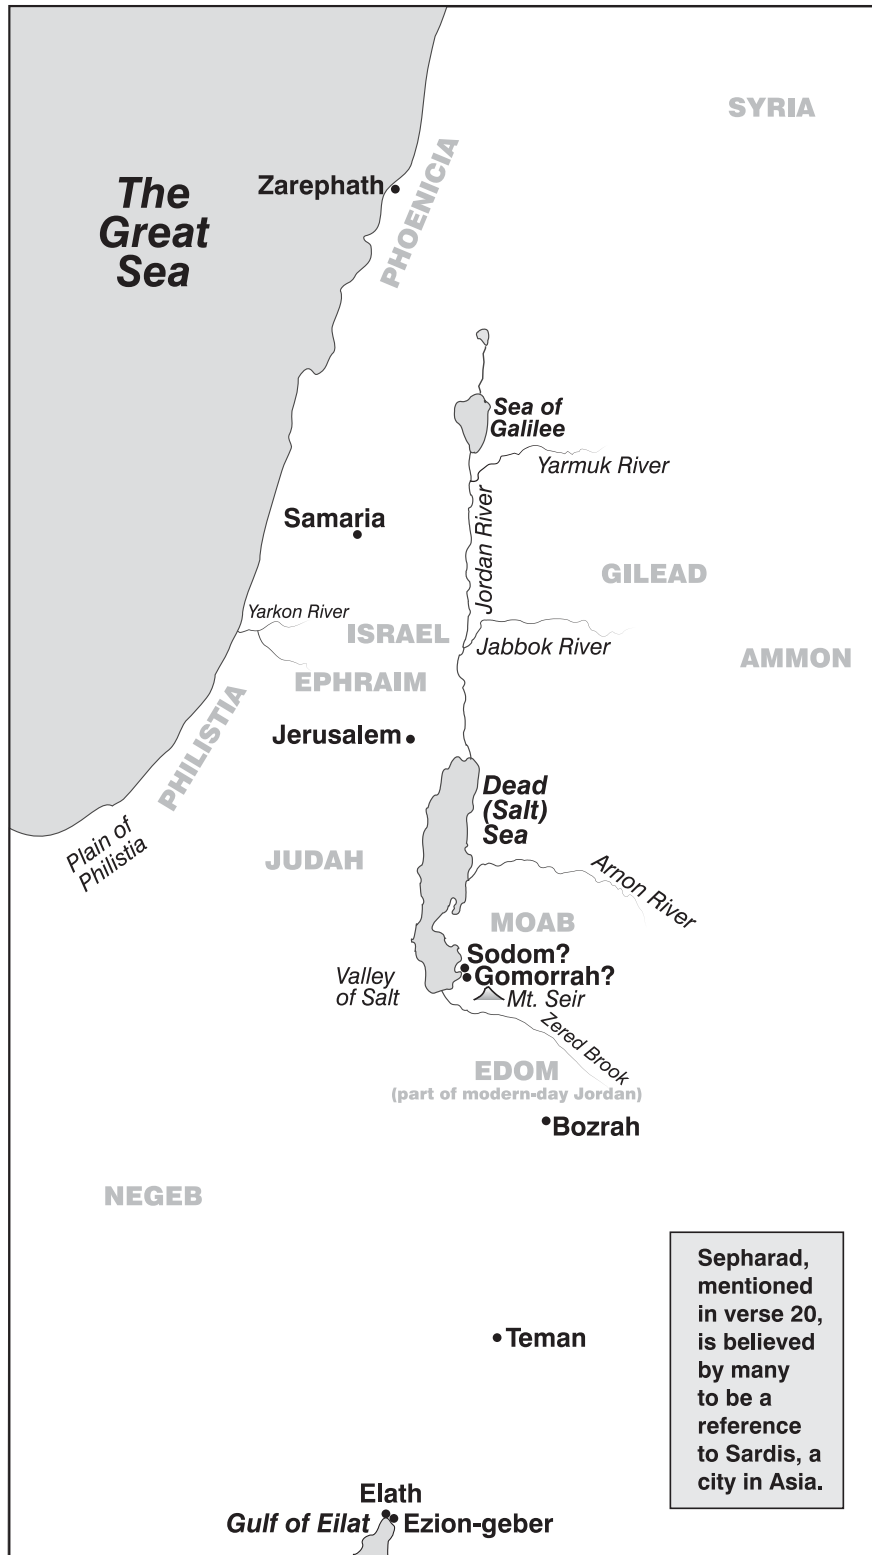 SYRIA
PHOENICIA
Zarephath
The
Great
Sea
Sea of
Galilee
Yarmuk River
Jordan River
Samaria
GILEAD
Yarkon River
ISRAEL
Jabbok River
AMMON
EPHRAIM
PHILISTIA
Jerusalem
Dead
(Salt)
Sea
Plain of
Philistia
JUDAH
Arnon River
MOAB
Sodom?
Gomorrah?
Valley
of Salt
Mt. Seir
Zered Brook
EDOM
(part of modern-day Jordan)
Bozrah
NEGEB
Sepharad,
mentioned
in verse 20,
is believed
by many
to be a
reference
to Sardis, a
city in Asia.
Teman
Elath
Gulf of Eilat
Ezion-geber